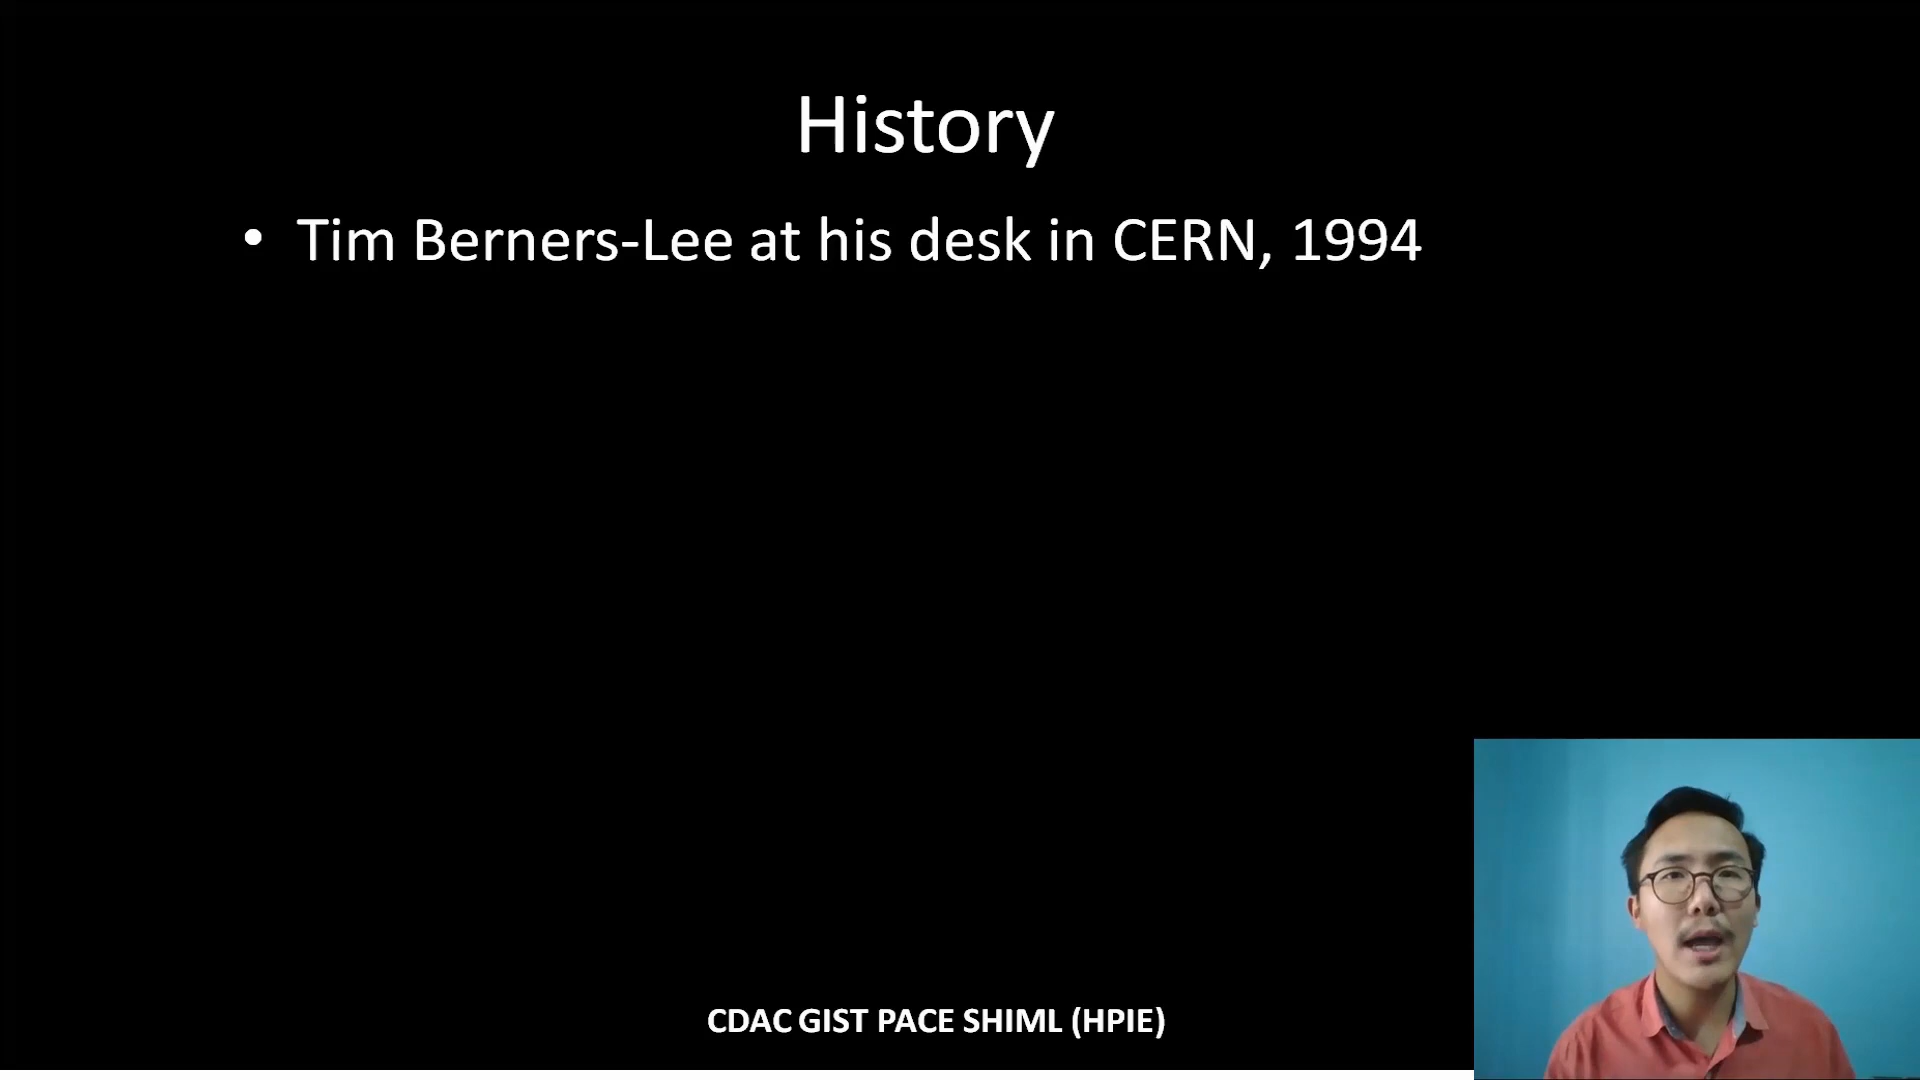 History
• Tim Berners-Lee at his desk in CERN, 1994
CDAC GIST PACE SHIML (HPIE)